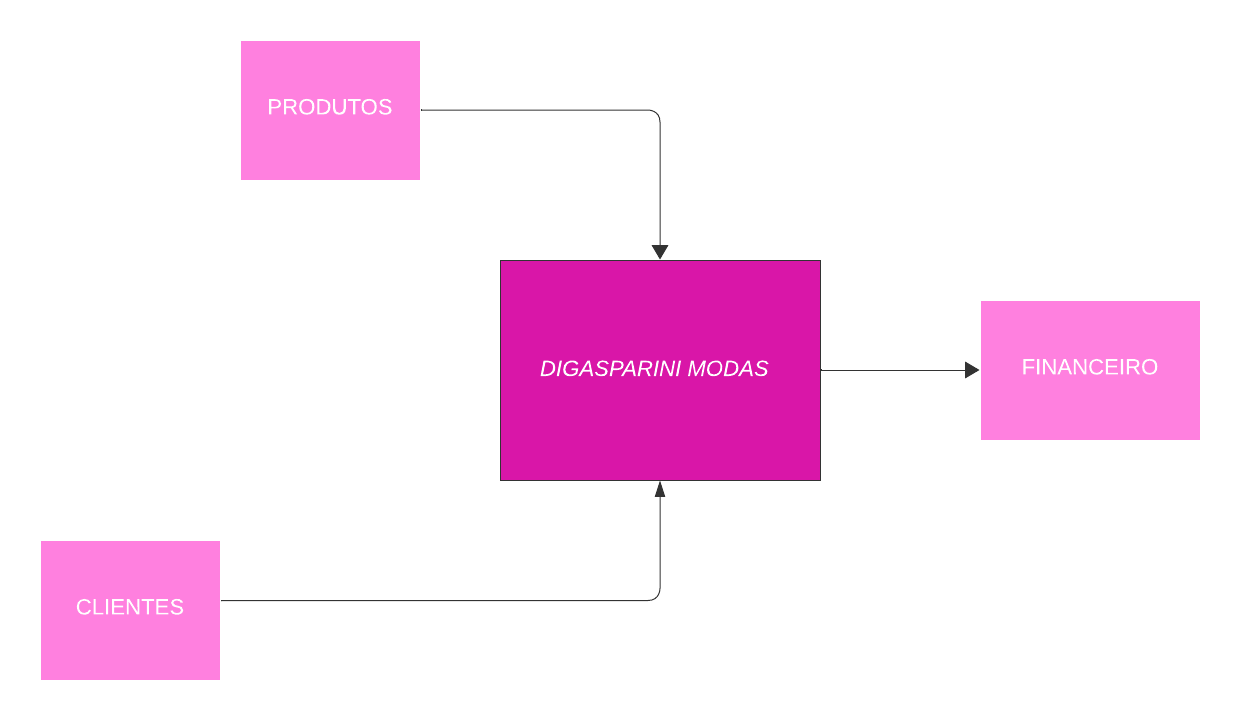 PRODUTOS
DIGASPARINI MODAS
FINANCEIRO
CLIENTES